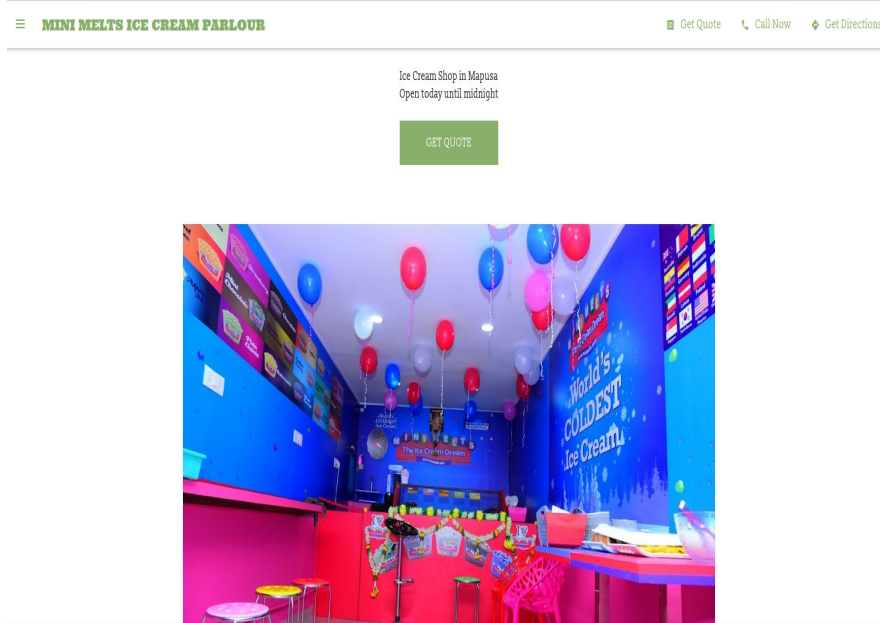 MINI MELTS ICE CREAM PARLOUR
Get Quote
Call Now
Get Directions
Ice Cream Shop in Mapusa
Open today until midnight
GET QUOTE
World's
COLDEST
Ice Cream
MINI MELTS
The Ice Cream Dream